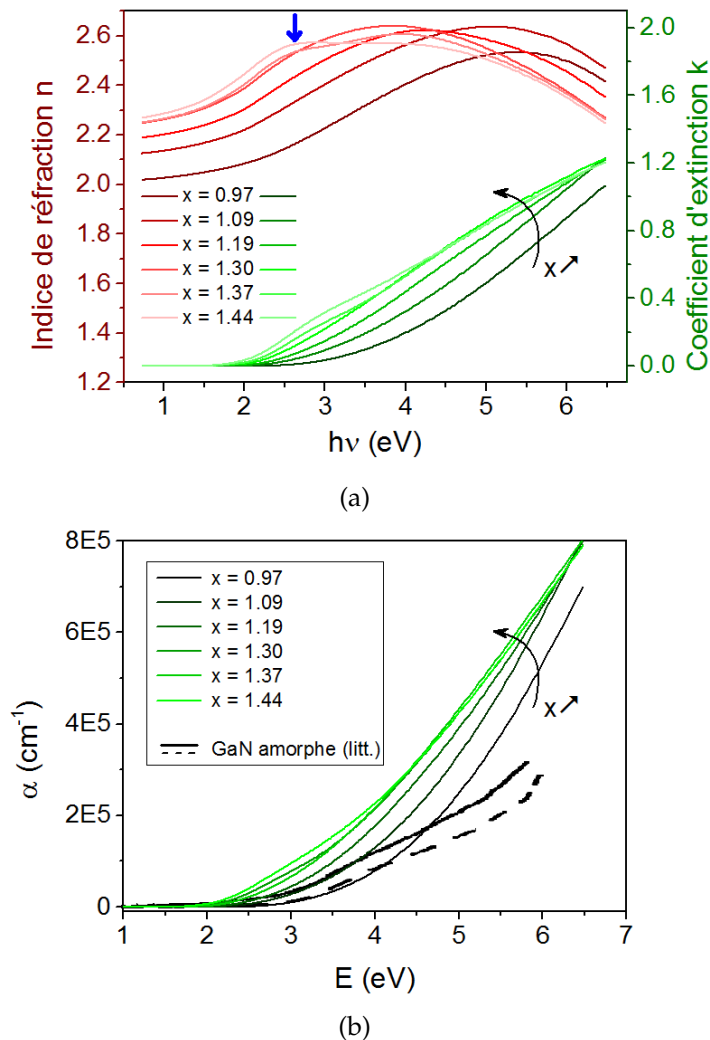 2.6
2.4
2.2
2.0
1.8
1.6
1.4
1.2
Indice de réfraction n
2.0
1.6
1.2
0.8
0.4
0.0
Coefficient d'extinction k
x = 0.97
x = 1.09
x = 1.19
x = 1.30
x = 1.37
x = 1.44
x↗
1 2 3 4 5 6
hν (eV)
(a)
8E5
6E5
4E5
2E5
0
α (cm⁻¹)
x = 0.97
x = 1.09
x = 1.19
x = 1.30
x = 1.37
x = 1.44
GaN amorphe (litt.)
x↗
1 2 3 4 5 6 7
E (eV)
(b)